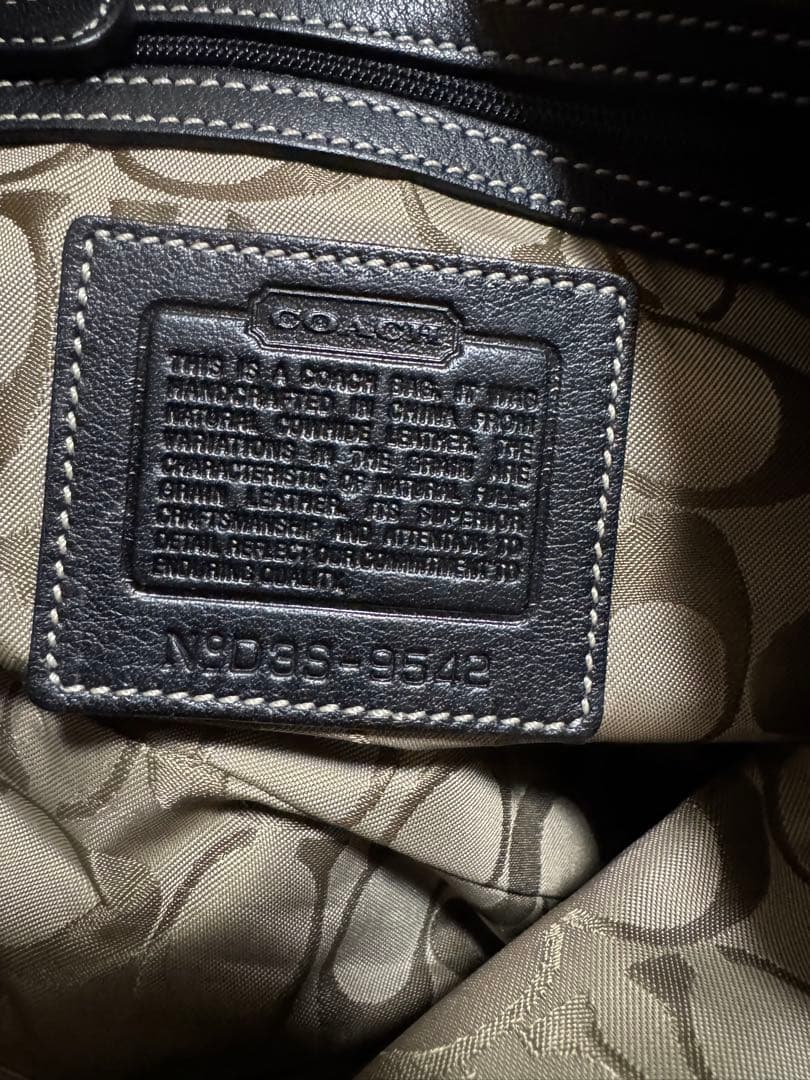 COACH
THIS IS A COACH BAG. IT WAS
HANDCRAFTED IN CHINA FROM
NATURAL COWHIDE LEATHER. THE
VARIATIONS IN THE GRAIN ARE
CHARACTERISTIC OF NATURAL FULL-
GRAIN LEATHER. ITS SUPERIOR
CRAFTSMANSHIP AND ATTENTION TO
DETAIL REFLECT OUR COMMITMENT TO
ENDURING QUALITY.
NºD3S-9542